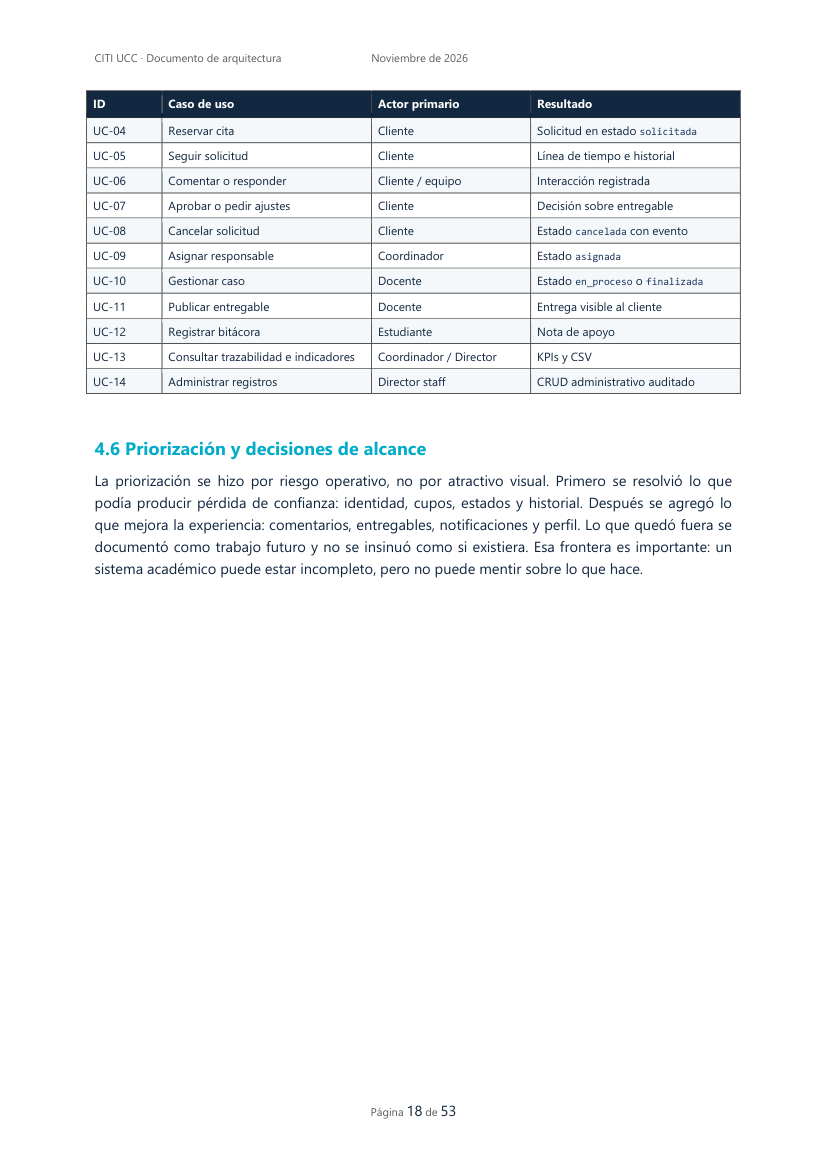 CITI UCC · Documento de arquitectura Noviembre de 2026
ID Caso de uso Actor primario Resultado
UC-04 Reservar cita Cliente Solicitud en estado solicitada
UC-05 Seguir solicitud Cliente Línea de tiempo e historial
UC-06 Comentar o responder Cliente / equipo Interacción registrada
UC-07 Aprobar o pedir ajustes Cliente Decisión sobre entregable
UC-08 Cancelar solicitud Cliente Estado cancelada con evento
UC-09 Asignar responsable Coordinador Estado asignada
UC-10 Gestionar caso Docente Estado en_proceso o finalizada
UC-11 Publicar entregable Docente Entrega visible al cliente
UC-12 Registrar bitácora Estudiante Nota de apoyo
UC-13 Consultar trazabilidad e indicadores Coordinador / Director KPIs y CSV
UC-14 Administrar registros Director staff CRUD administrativo auditado
4.6 Priorización y decisiones de alcance
La priorización se hizo por riesgo operativo, no por atractivo visual. Primero se resolvió lo que
podía producir pérdida de confianza: identidad, cupos, estados y historial. Después se agregó lo
que mejora la experiencia: comentarios, entregables, notificaciones y perfil. Lo que quedó fuera se
documentó como trabajo futuro y no se insinuó como si existiera. Esa frontera es importante: un
sistema académico puede estar incompleto, pero no puede mentir sobre lo que hace.
Página 18 de 53